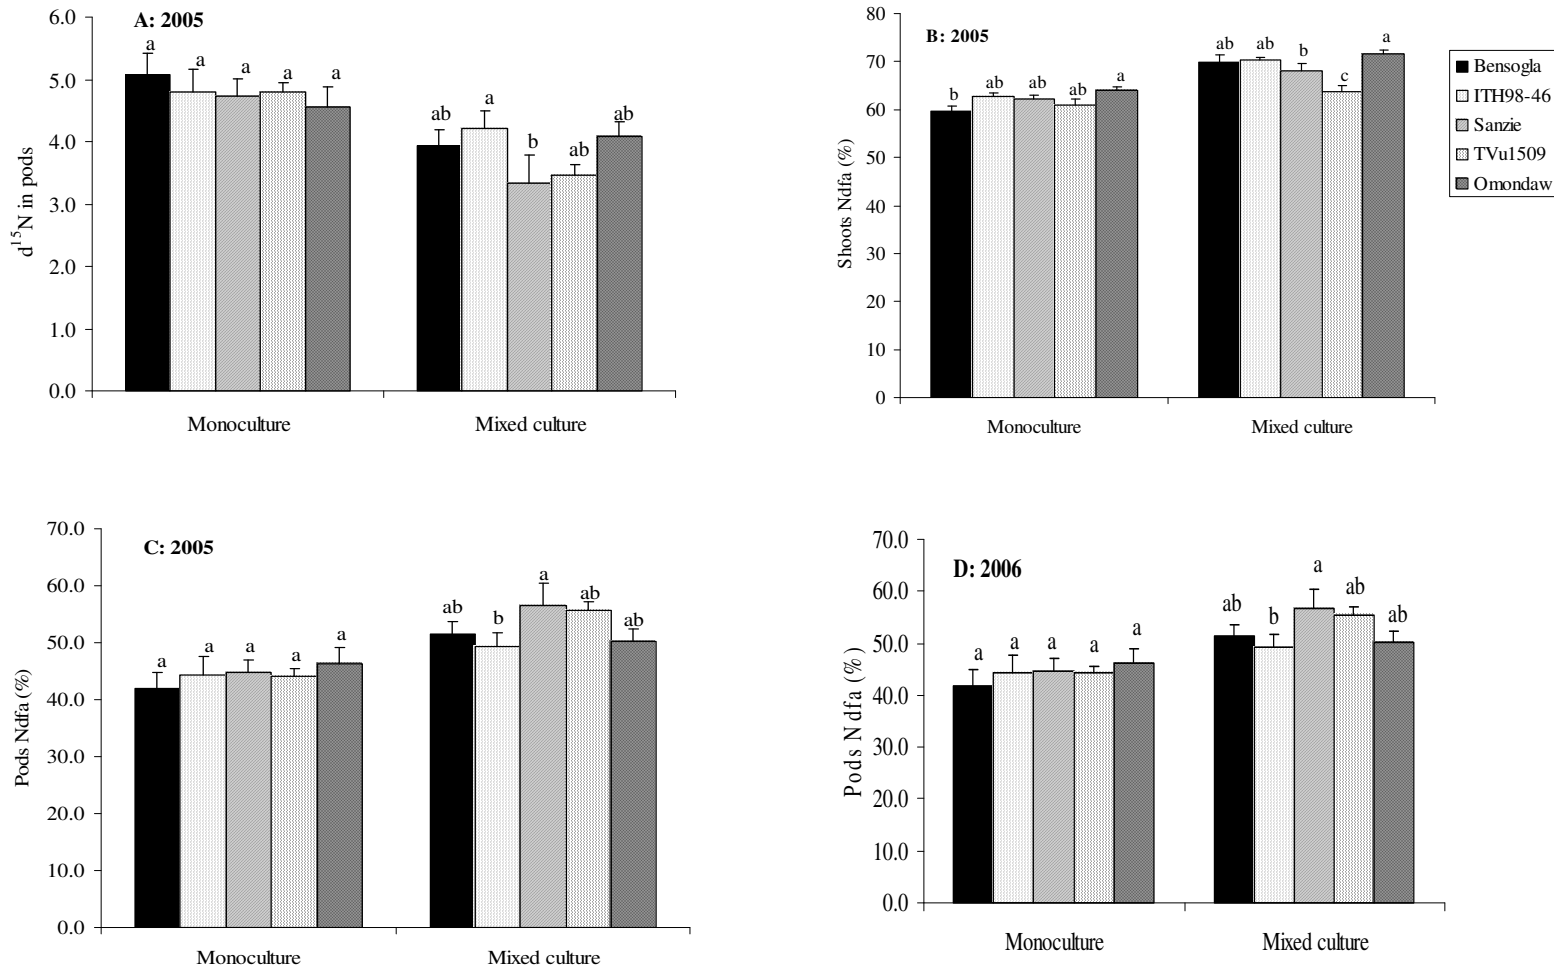 A: 2005
6.0
5.0
4.0
3.0
2.0
1.0
0.0
d15N in pods
a
a
a
a
a
ab
a
b
ab
ab
Monoculture
Mixed culture
B: 2005
80
70
60
50
40
30
20
10
0
Shoots Ndfa (%)
b
ab
ab
ab
a
ab
ab
b
c
a
Monoculture
Mixed culture
Bensogla
ITH98-46
Sanzie
TVu1509
Omondaw
C: 2005
70.0
60.0
50.0
40.0
30.0
20.0
10.0
0.0
Pods Ndfa (%)
a
a
a
a
a
ab
b
a
ab
ab
Monoculture
Mixed culture
D: 2006
70.0
60.0
50.0
40.0
30.0
20.0
10.0
0.0
Pods Ndfa (%)
a
a
a
a
a
ab
b
a
ab
ab
Monoculture
Mixed culture